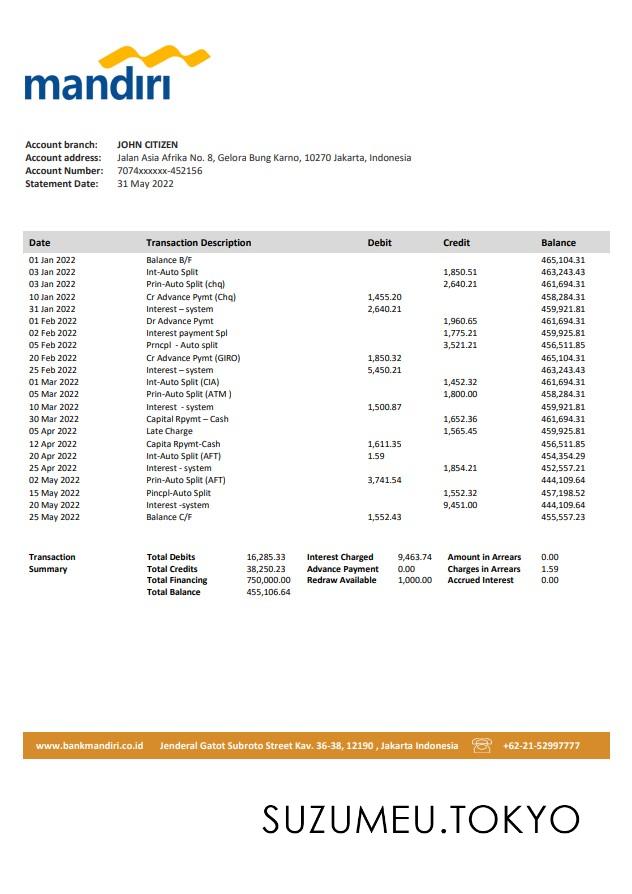 mandiri
Account branch: JOHN CITIZEN
Account address: Jalan Asia Afrika No. 8, Gelora Bung Karno, 10270 Jakarta, Indonesia
Account Number: 7074xxxxxx-452156
Statement Date: 31 May 2022
Date Transaction Description Debit Credit Balance
01 Jan 2022 Balance B/F 465,104.31
03 Jan 2022 Int-Auto Split 1,850.51 463,243.43
03 Jan 2022 Prin-Auto Split (chq) 2,640.21 461,694.31
10 Jan 2022 Cr Advance Pymt (Chq) 1,455.20 458,284.31
31 Jan 2022 Interest – system 2,640.21 459,921.81
01 Feb 2022 Dr Advance Pymt 1,960.65 461,694.31
02 Feb 2022 Interest payment Spl 1,775.21 459,925.81
05 Feb 2022 Prncpl - Auto split 3,521.21 456,511.85
20 Feb 2022 Cr Advance Pymt (GIRO) 1,850.32 465,104.31
25 Feb 2022 Interest – system 5,450.21 463,243.43
01 Mar 2022 Int-Auto Split (CIA) 1,452.32 461,694.31
05 Mar 2022 Prin-Auto Split (ATM ) 1,800.00 458,284.31
10 Mar 2022 Interest - system 1,500.87 459,921.81
30 Mar 2022 Capital Rpymt – Cash 1,652.36 461,694.31
05 Apr 2022 Late Charge 1,565.45 459,925.81
12 Apr 2022 Capita Rpymt-Cash 1,611.35 456,511.85
20 Apr 2022 Int-Auto Split (AFT) 1.59 454,354.29
25 Apr 2022 Interest - system 1,854.21 452,557.21
02 May 2022 Prin-Auto Split (AFT) 3,741.54 444,109.64
15 May 2022 Pincpl-Auto Split 1,552.32 457,198.52
20 May 2022 Interest -system 9,451.00 444,109.64
25 May 2022 Balance C/F 1,552.43 455,557.23
Transaction Total Debits 16,285.33 Interest Charged 9,463.74 Amount in Arrears 0.00
Summary Total Credits 38,250.23 Advance Payment 0.00 Charges in Arrears 1.59
Total Financing 750,000.00 Redraw Available 1,000.00 Accrued Interest 0.00
Total Balance 455,106.64
www.bankmandiri.co.id Jenderal Gatot Subroto Street Kav. 36-38, 12190 , Jakarta Indonesia +62-21-52997777
SUZUMEU.TOKYO